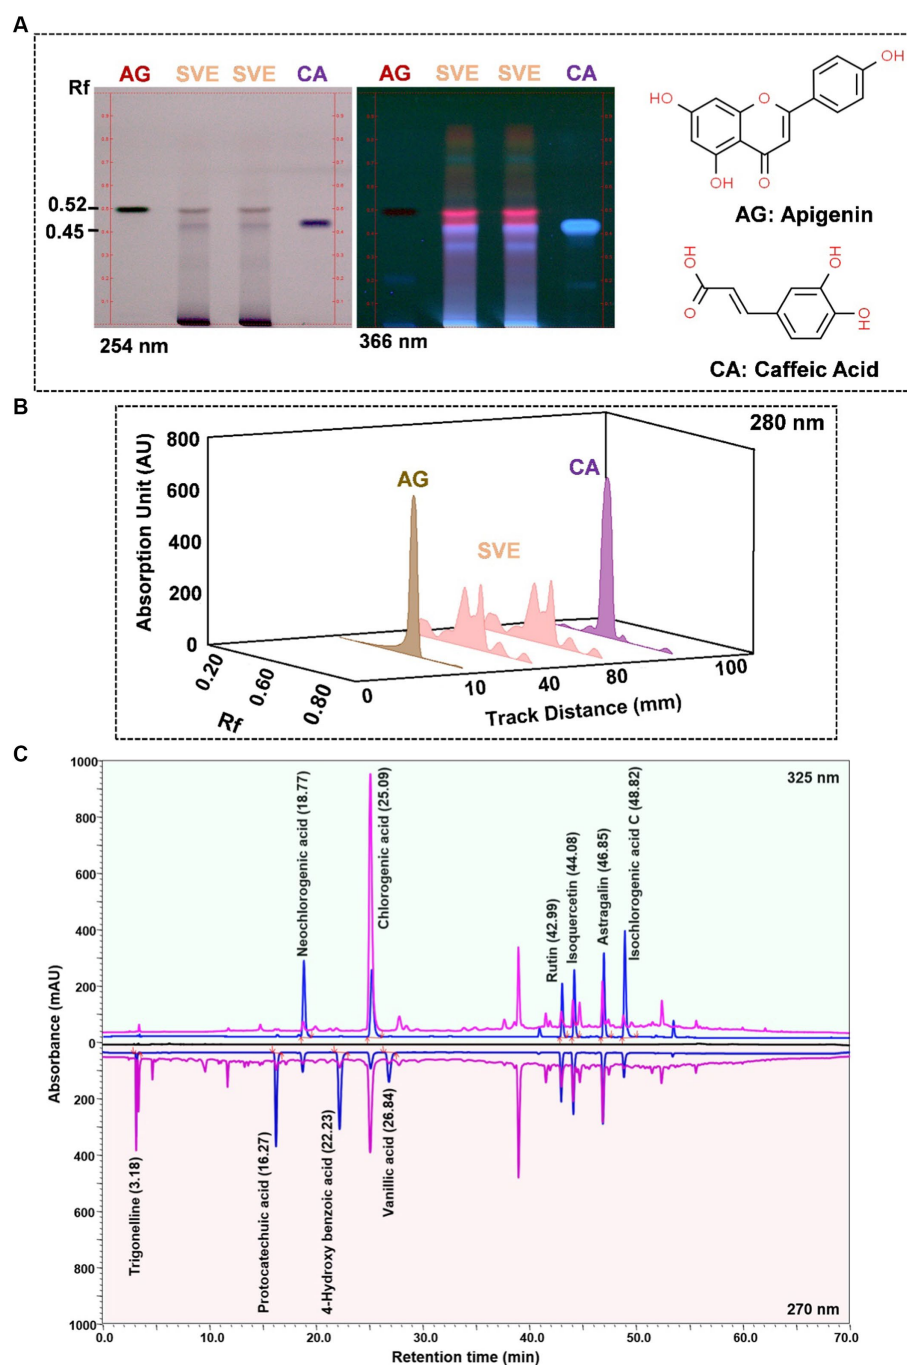 A
AG SVE SVE CA
AG SVE SVE CA
Rf
0.52
0.45
254 nm
366 nm
HO
O
OH
OH
O
AG: Apigenin
OH
HO
O
OH
CA: Caffeic Acid
B
280 nm
Absorption Unit (AU)
800
600
400
200
0
AG
SVE
CA
0.20
0.60
0.80
Rf
0
10
40
80
100
Track Distance (mm)
C
325 nm
Absorbance (mAU)
1000
800
600
400
200
0
200
400
600
800
1000
Neochlorogenic acid (18.77)
Chlorogenic acid (25.09)
Rutin (42.99)
Isoquercetin (44.08)
Astragalin (46.85)
Isochlorogenic acid C (48.82)
Trigonelline (3.18)
Protocatechuic acid (16.27)
4-Hydroxy benzoic acid (22.23)
Vanillic acid (26.84)
270 nm
0.0 10.0 20.0 30.0 40.0 50.0 60.0 70.0
Retention time (min)